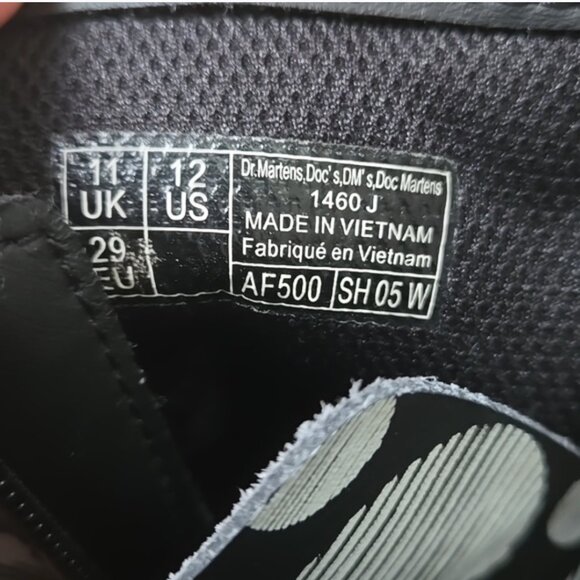 11 UK
12 US
29 EU
Dr.Martens,Doc's,DM's,Doc Martens
1460 J
MADE IN VIETNAM
Fabriqué en Vietnam
AF500 SH 05 W